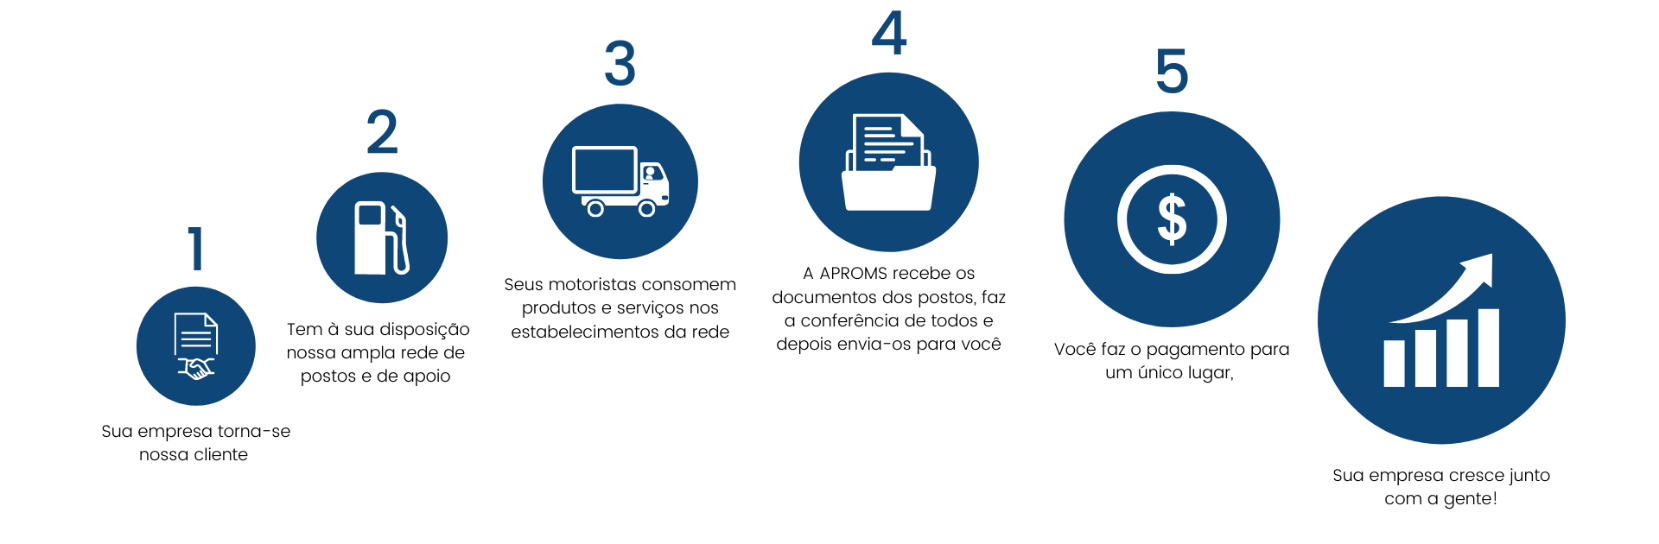 1
Sua empresa torna-se
nossa cliente
2
Tem à sua disposição
nossa ampla rede de
postos e de apoio
3
Seus motoristas consomem
produtos e serviços nos
estabelecimentos da rede
4
A APROMS recebe os
documentos dos postos, faz
a conferência de todos e
depois envia-os para você
5
$
Você faz o pagamento para
um único lugar,
Sua empresa cresce junto
com a gente!